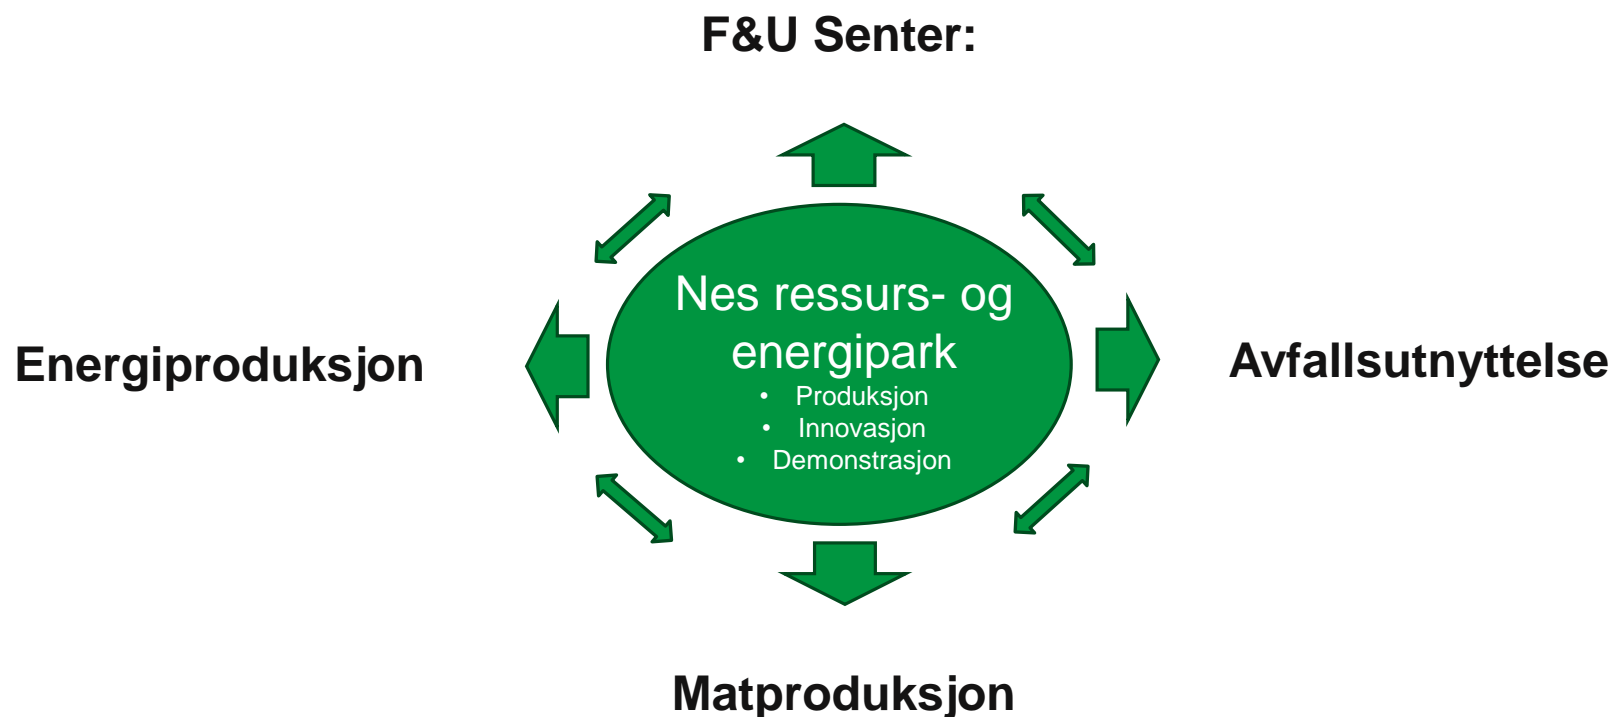 F&U Senter:
Nes ressurs- og
energipark
• Produksjon
• Innovasjon
• Demonstrasjon
Energiproduksjon
Avfallsutnyttelse
Matproduksjon